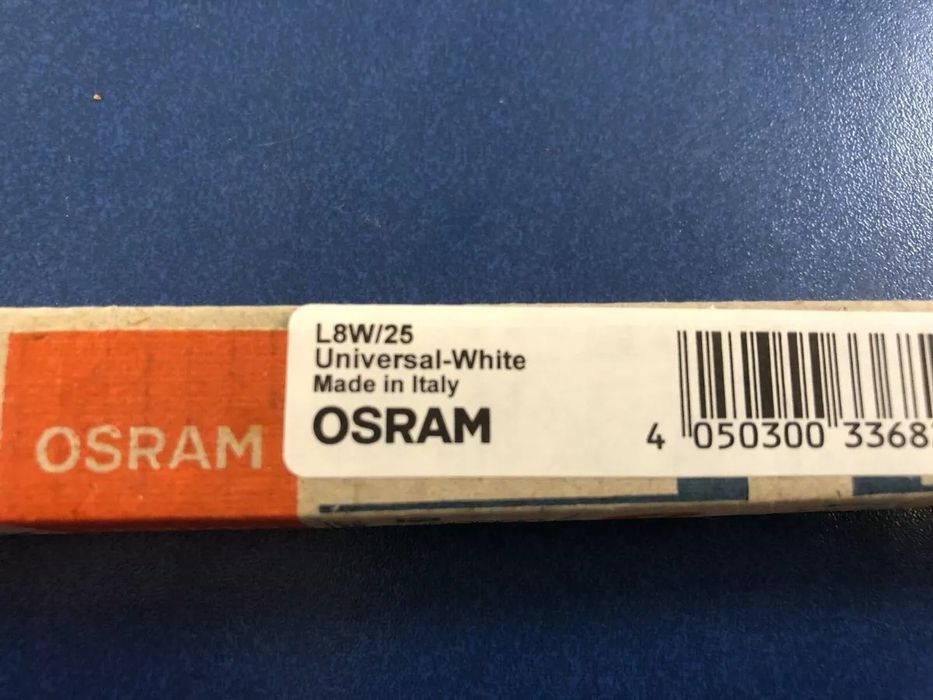 OSRAM
L8W/25
Universal-White
Made in Italy
OSRAM
4 050300 3368